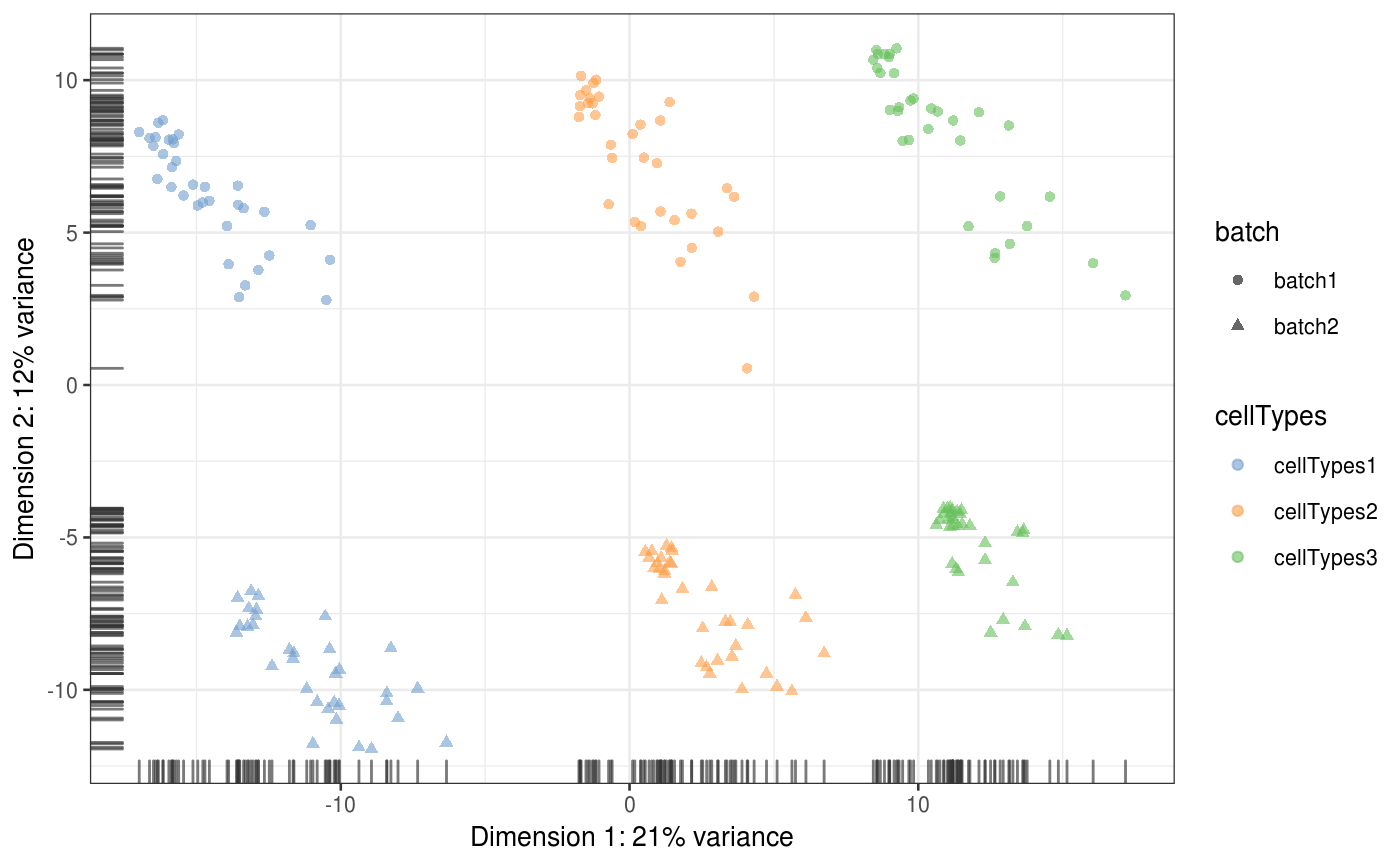 10
5
0
-5
-10
-10
0
10
Dimension 1: 21% variance
Dimension 2: 12% variance
batch
batch1
batch2
cellTypes
cellTypes1
cellTypes2
cellTypes3